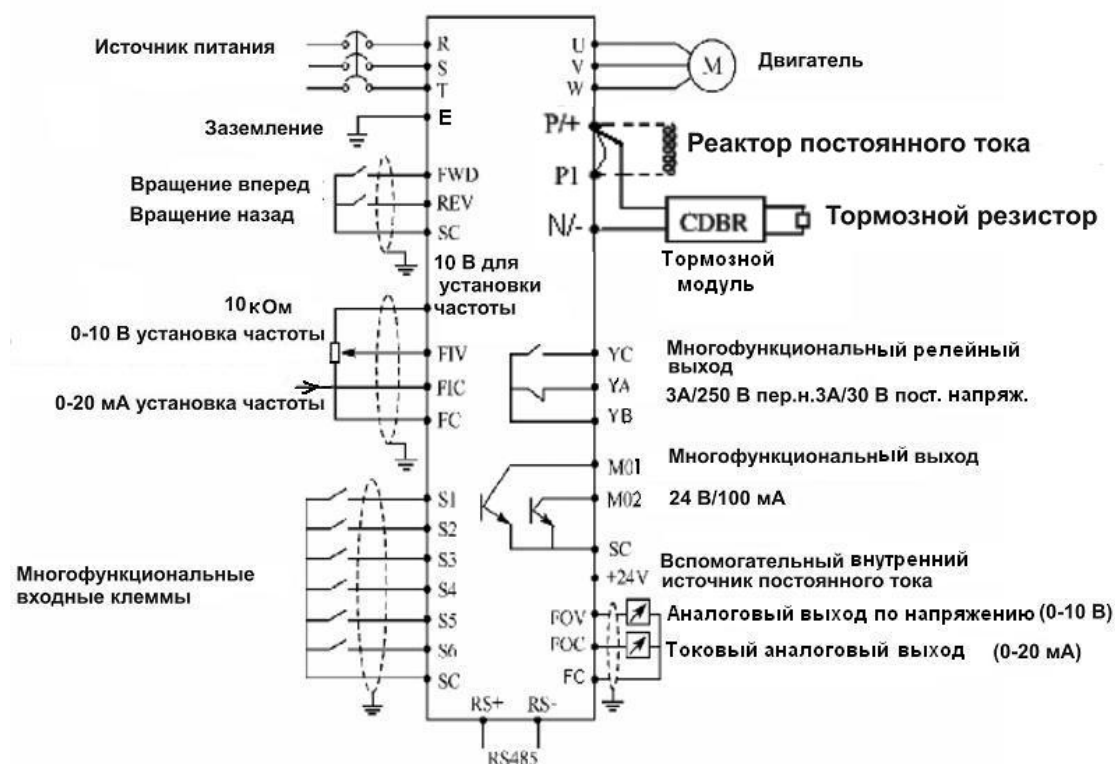 Источник питания
R
S
T
Заземление
E
Вращение вперед
FWD
Вращение назад
REV
SC
10 В для
установки
частоты
10 кОм
0-10 В установка частоты
FIV
FIC
0-20 мА установка частоты
FC
Многофункциональные
входные клеммы
S1
S2
S3
S4
S5
S6
SC
RS+ RS-
RS485
U
V
W
M
Двигатель
P/+
P1
Реактор постоянного тока
N/-
CDBR
Тормозной резистор
Тормозной
модуль
YC
YA
YB
Многофункциональный релейный
выход
3А/250 В пер.н.3А/30 В пост. напряж.
M01
Многофункциональный выход
M02
24 В/100 мА
SC
+24V
Вспомогательный внутренний
источник постоянного тока
FOV
Аналоговый выход по напряжению (0-10 В)
FOC
Токовый аналоговый выход (0-20 мА)
FC